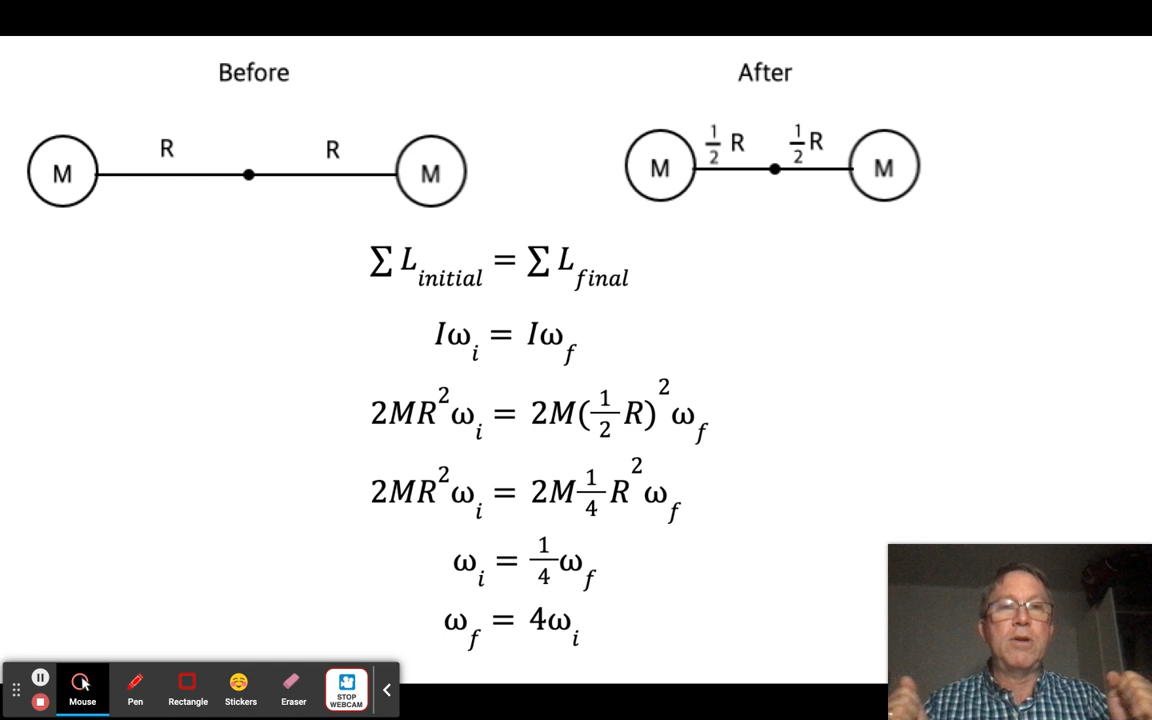 Before After
R R
M M
1/2 R 1/2 R
M M
∑L_initial = ∑L_final
Iω_i = Iω_f
2MR²ω_i = 2M(1/2 R)²ω_f
2MR²ω_i = 2M 1/4 R²ω_f
ω_i = 1/4 ω_f
ω_f = 4ω_i
Mouse Pen Rectangle Stickers Eraser STOP WEBCAM